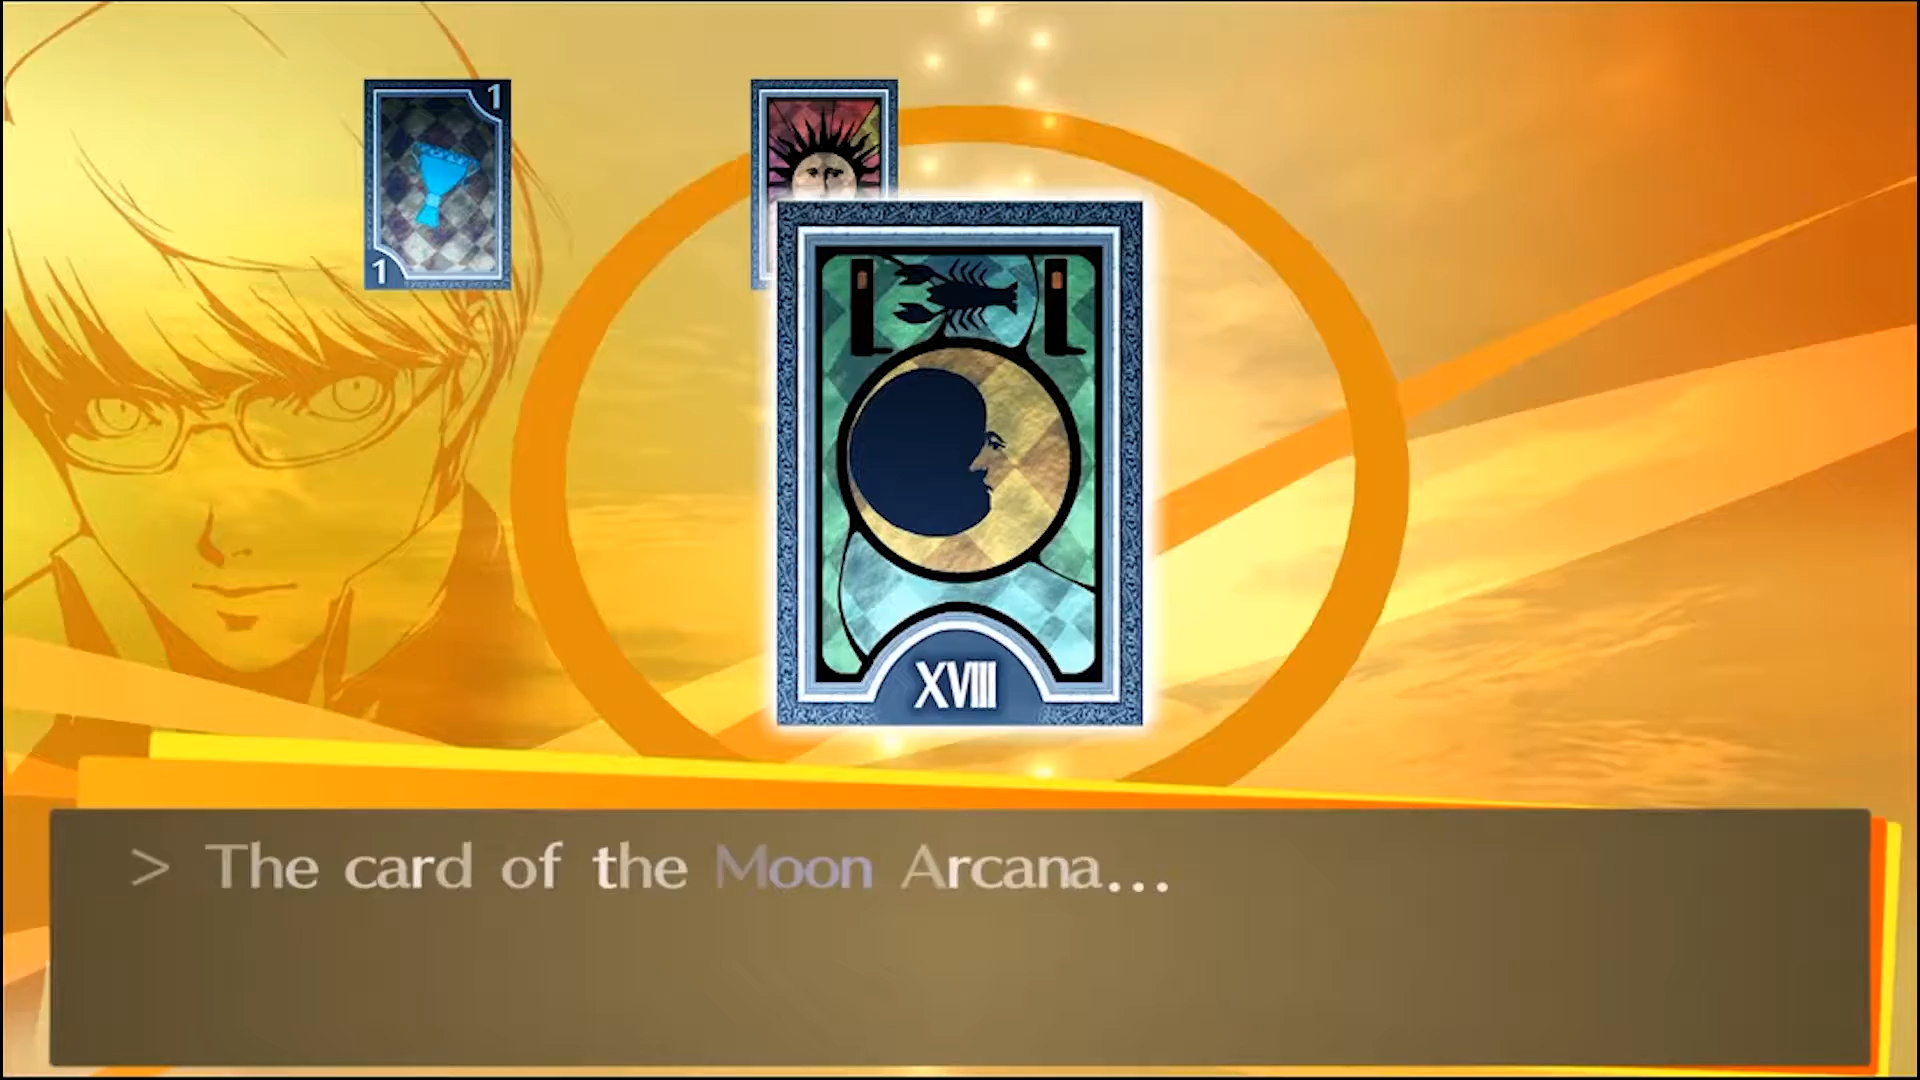 1
1
XVIII
> The card of the Moon Arcana...